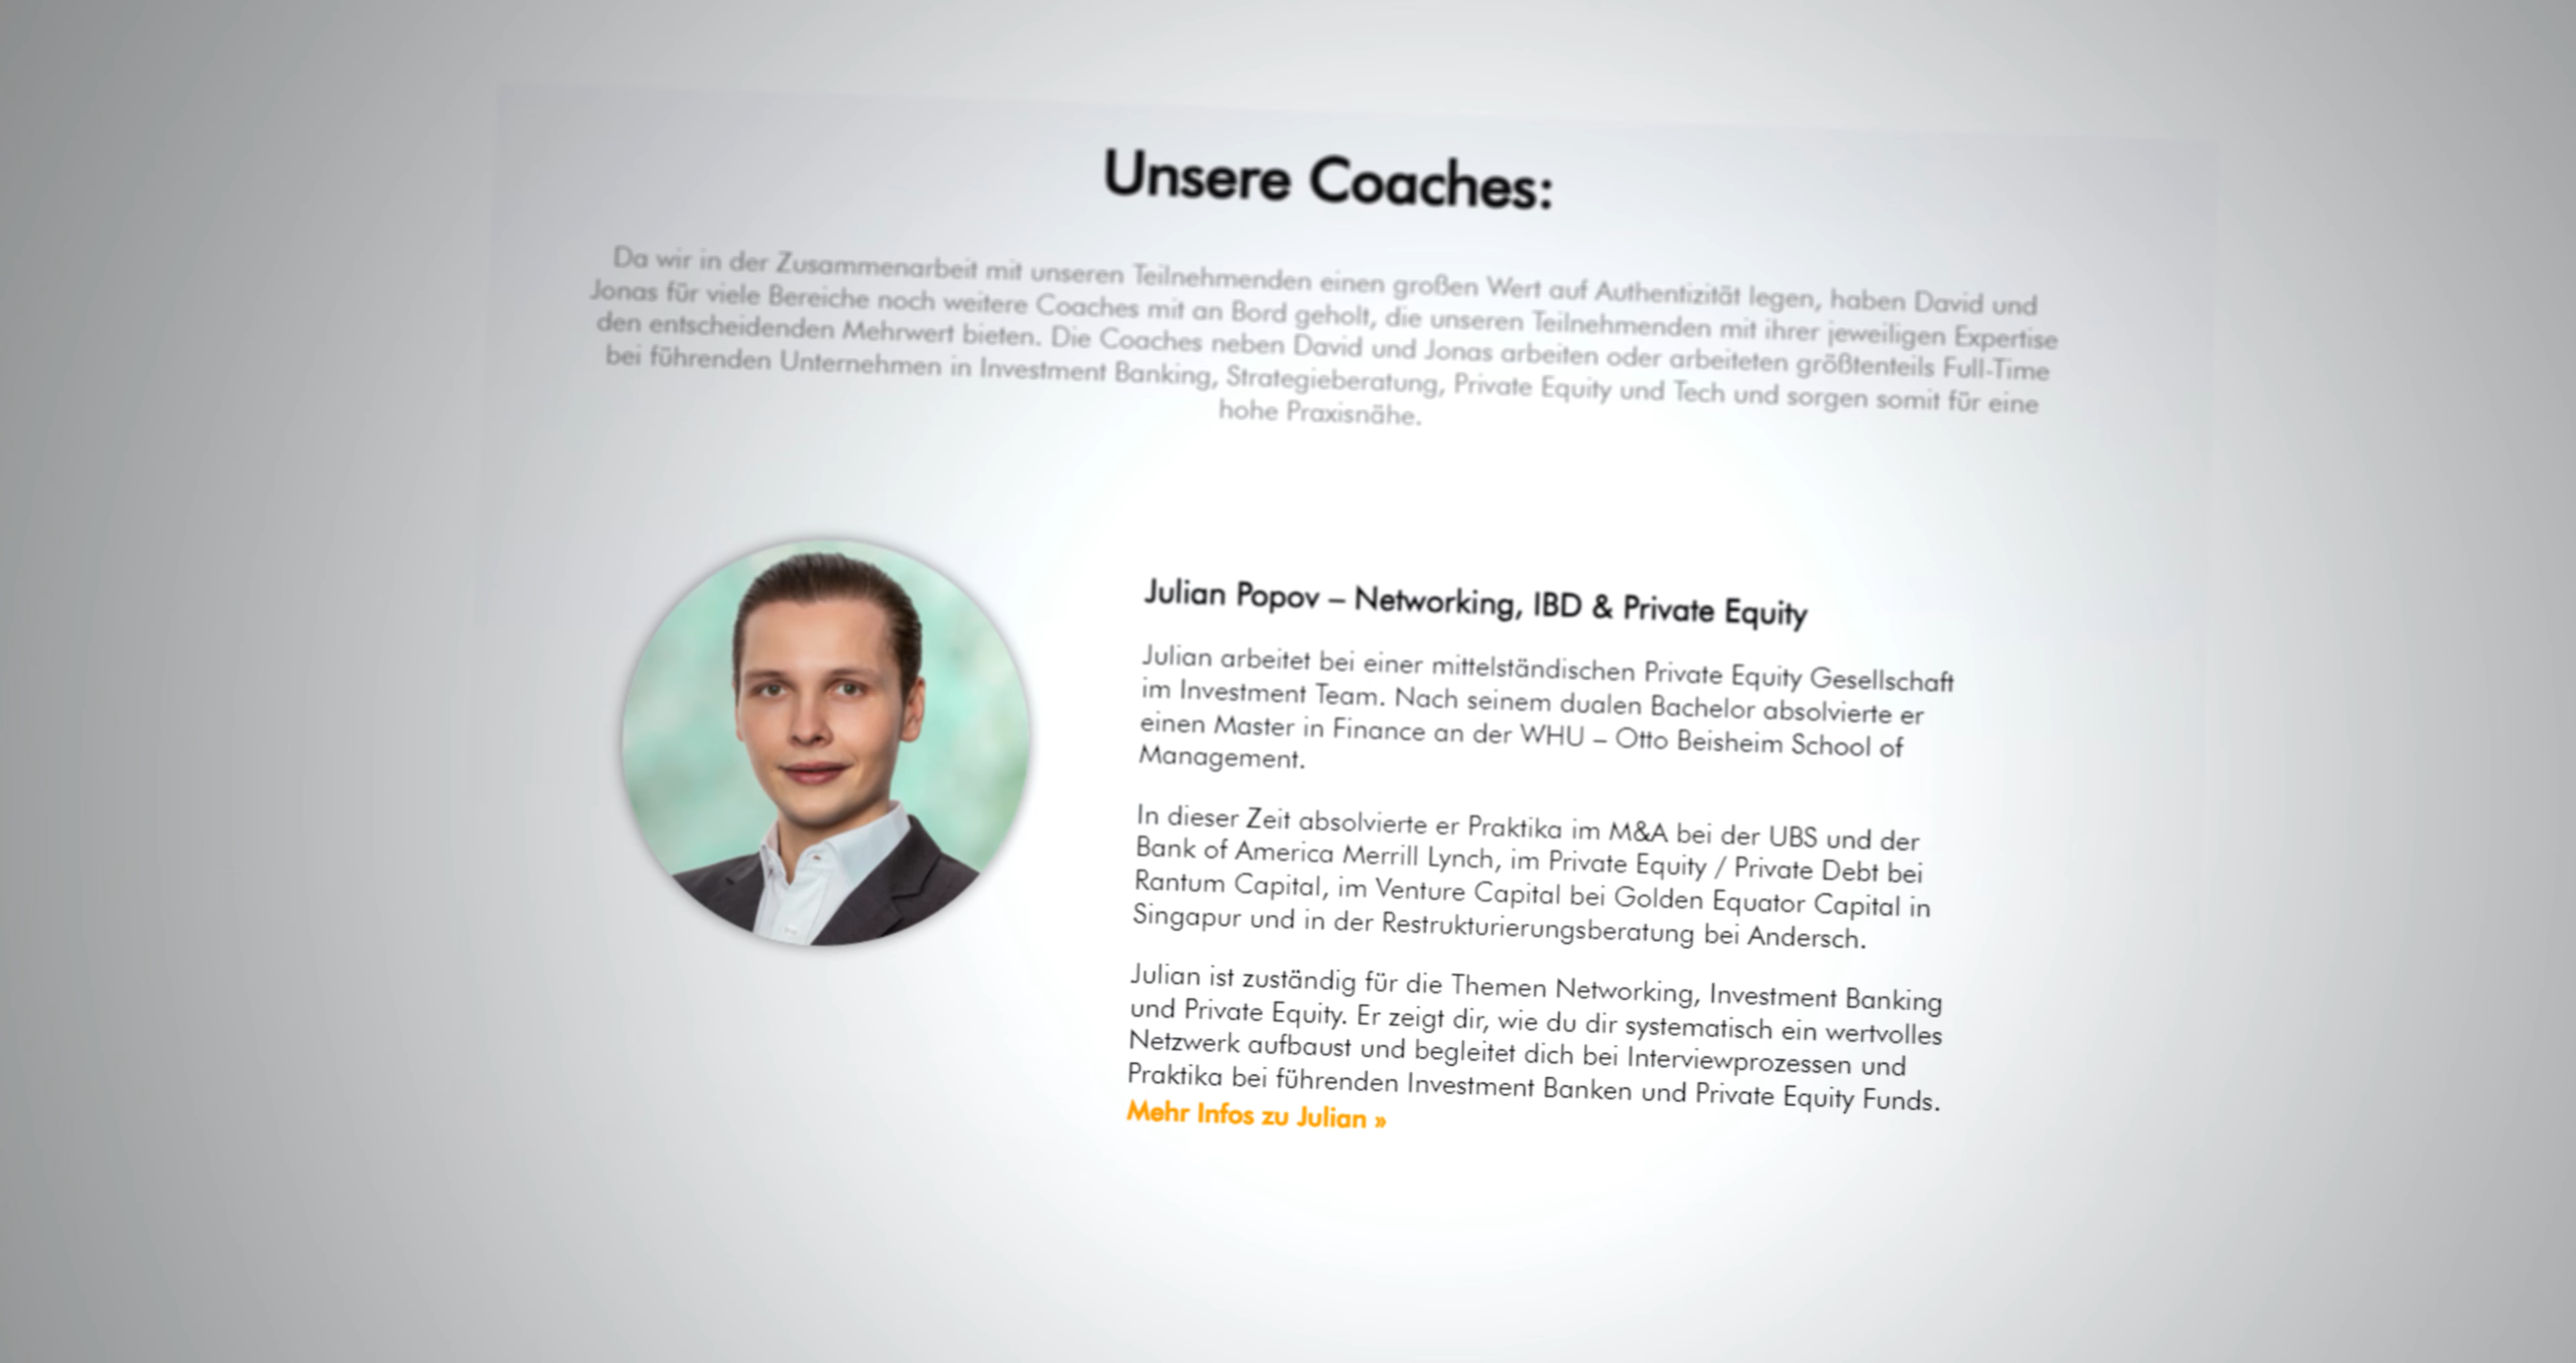 Unsere Coaches:
Da wir in der Zusammenarbeit mit unseren Teilnehmenden einen großen Wert auf Authentizität legen, haben David und
Jonas für viele Bereiche noch weitere Coaches mit an Bord geholt, die unseren Teilnehmenden mit ihrer jeweiligen Expertise
den entscheidenden Mehrwert bieten. Die Coaches neben David und Jonas arbeiten oder arbeiteten größtenteils Full-Time
bei führenden Unternehmen in Investment Banking, Strategieberatung, Private Equity und Tech und sorgen somit für eine
hohe Praxisnähe.
Julian Popov – Networking, IBD & Private Equity
Julian arbeitet bei einer mittelständischen Private Equity Gesellschaft
im Investment Team. Nach seinem dualen Bachelor absolvierte er
einen Master in Finance an der WHU – Otto Beisheim School of
Management.
In dieser Zeit absolvierte er Praktika im M&A bei der UBS und der
Bank of America Merrill Lynch, im Private Equity / Private Debt bei
Rantum Capital, im Venture Capital bei Golden Equator Capital in
Singapur und in der Restrukturierungsberatung bei Andersch.
Julian ist zuständig für die Themen Networking, Investment Banking
und Private Equity. Er zeigt dir, wie du dir systematisch ein wertvolles
Netzwerk aufbaust und begleitet dich bei Interviewprozessen und
Praktika bei führenden Investment Banken und Private Equity Funds.
Mehr Infos zu Julian »